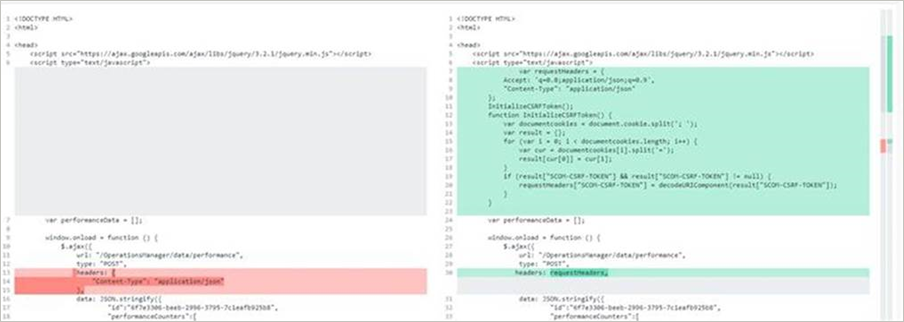 1 <!DOCTYPE HTML>
2 <html>
3
4 <head>
5 <script src="https://ajax.googleapis.com/ajax/libs/jquery/3.2.1/jquery.min.js"></script>
6 <script type="text/javascript">
7 var performanceData = [];
8
9 window.onload = function () {
10 $.ajax({
11 url: "/OperationsManager/data/performance",
12 type: "POST",
13 headers: {
14 "Content-Type": "application/json"
15 },
16 data: JSON.stringify({
17 "id":"6f7e3306-beeb-2996-3795-7c1eafb925b8",
18 "performanceCounters":[
1 <!DOCTYPE HTML>
2 <html>
3
4 <head>
5 <script src="https://ajax.googleapis.com/ajax/libs/jquery/3.2.1/jquery.min.js"></script>
6 <script type="text/javascript">
7 var requestHeaders = {
8 Accept: 'q=0.8;application/json;q=0.9',
9 "Content-Type": "application/json"
10 };
11 InitializeCSRFToken();
12 function InitializeCSRFToken() {
13 var documentcookies = document.cookie.split('; ');
14 var result = {};
15 for (var i = 0; i < documentcookies.length; i++) {
16 var cur = documentcookies[i].split('=');
17 result[cur[0]] = cur[1];
18 }
19 if (result["SCOM-CSRF-TOKEN"] && result["SCOM-CSRF-TOKEN"] != null) {
20 requestHeaders["SCOM-CSRF-TOKEN"] = decodeURIComponent(result["SCOM-CSRF-TOKEN"]);
21 }
22 }
23
24 var performanceData = [];
25
26 window.onload = function () {
27 $.ajax({
28 url: "/OperationsManager/data/performance",
29 type: "POST",
30 headers: requestHeaders,
31 data: JSON.stringify({
32 "id":"6f7e3306-beeb-2996-3795-7c1eafb925b8",
33 "performanceCounters":[